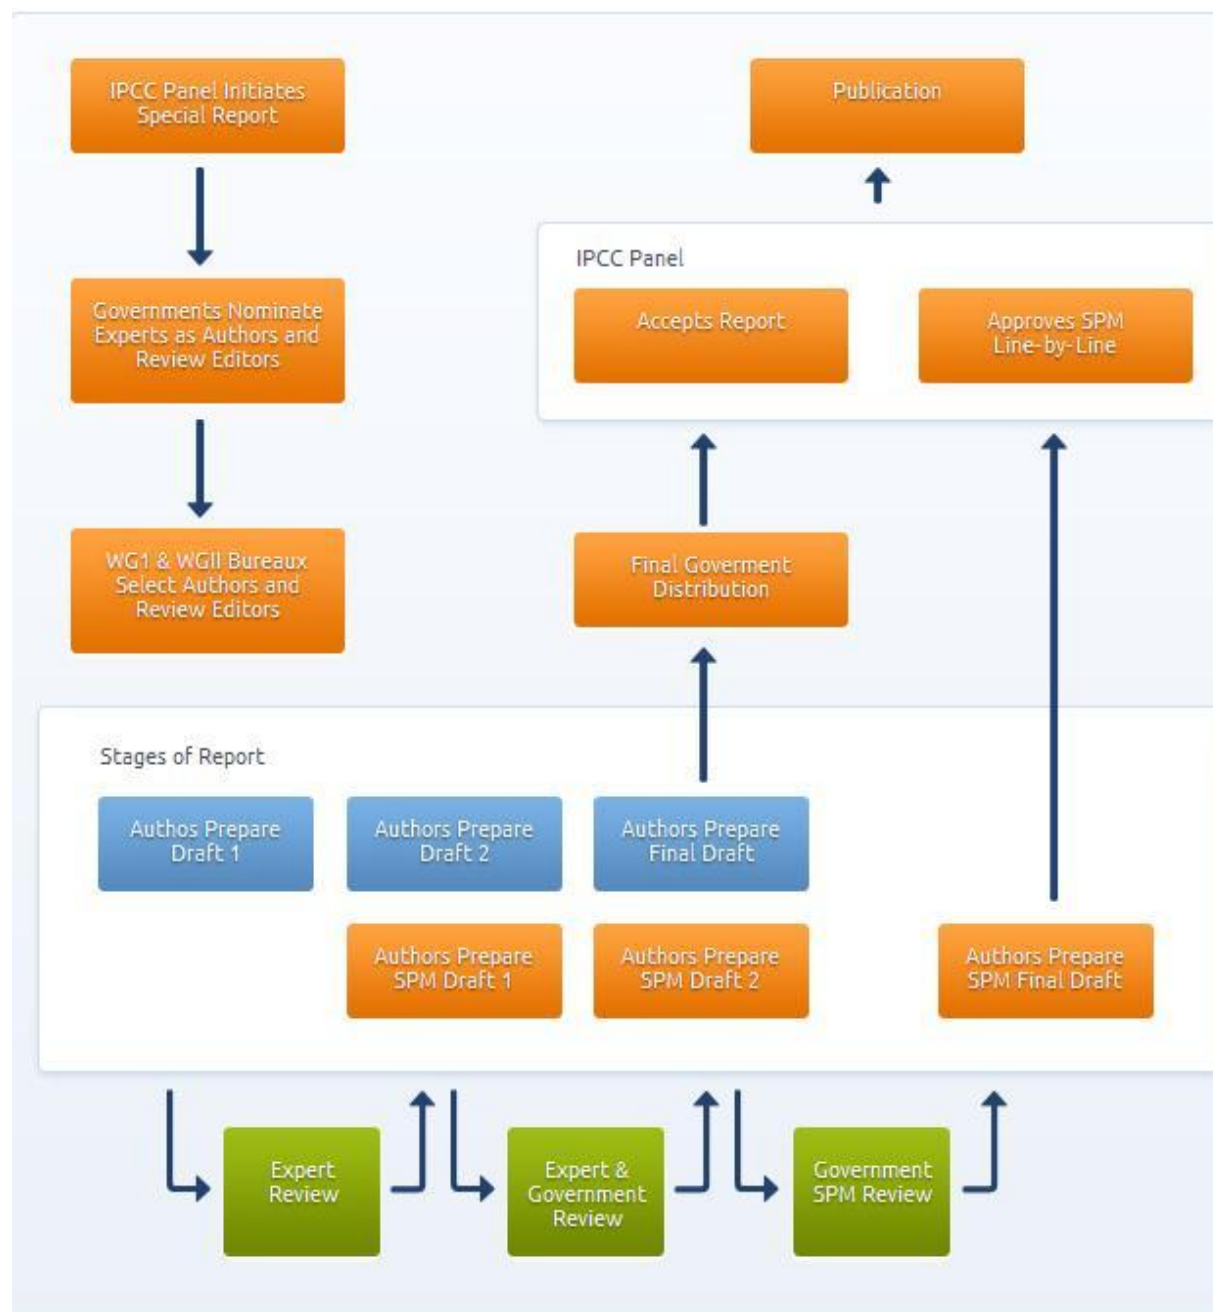 IPCC Panel Initiates
Special Report
Publication
IPCC Panel
Governments Nominate
Experts as Authors and
Review Editors
Accepts Report
Approves SPM
Line-by-Line
WG1 & WGII Bureaux
Select Authors and
Review Editors
Final Goverment
Distribution
Stages of Report
Authos Prepare
Draft 1
Authors Prepare
Draft 2
Authors Prepare
Final Draft
Authors Prepare
SPM Draft 1
Authors Prepare
SPM Draft 2
Authors Prepare
SPM Final Draft
Expert
Review
Expert &
Government
Review
Government
SPM Review